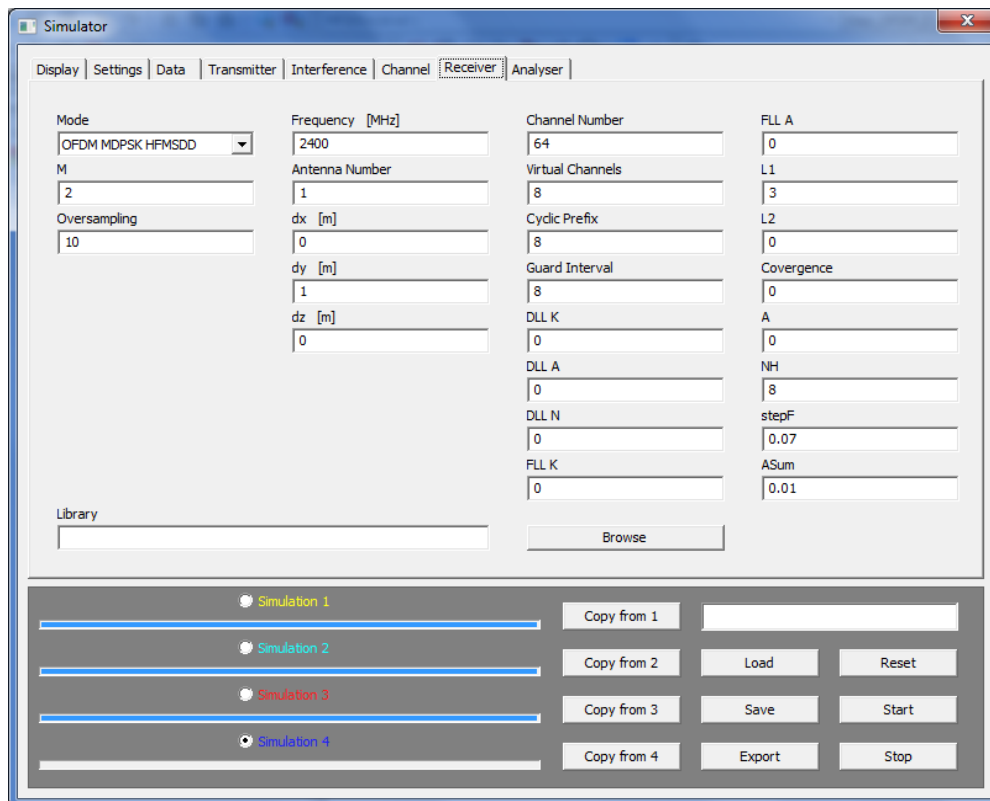 Simulator
Display Settings Data Transmitter Interference Channel Receiver Analyser
Mode Frequency [MHz] Channel Number FLL A
OFDM MDPSK HFMSDD 2400 64 0
M Antenna Number Virtual Channels L1
2 1 8 3
Oversampling dx [m] Cyclic Prefix L2
10 0 8 0
dy [m] Guard Interval Covergence
1 8 0
dz [m] DLL K A
0 0 0
DLL A NH
0 8
DLL N stepF
0 0.07
FLL K ASum
0 0.01
Library
Browse
Simulation 1
Copy from 1
Simulation 2
Copy from 2 Load Reset
Simulation 3
Copy from 3 Save Start
Simulation 4
Copy from 4 Export Stop